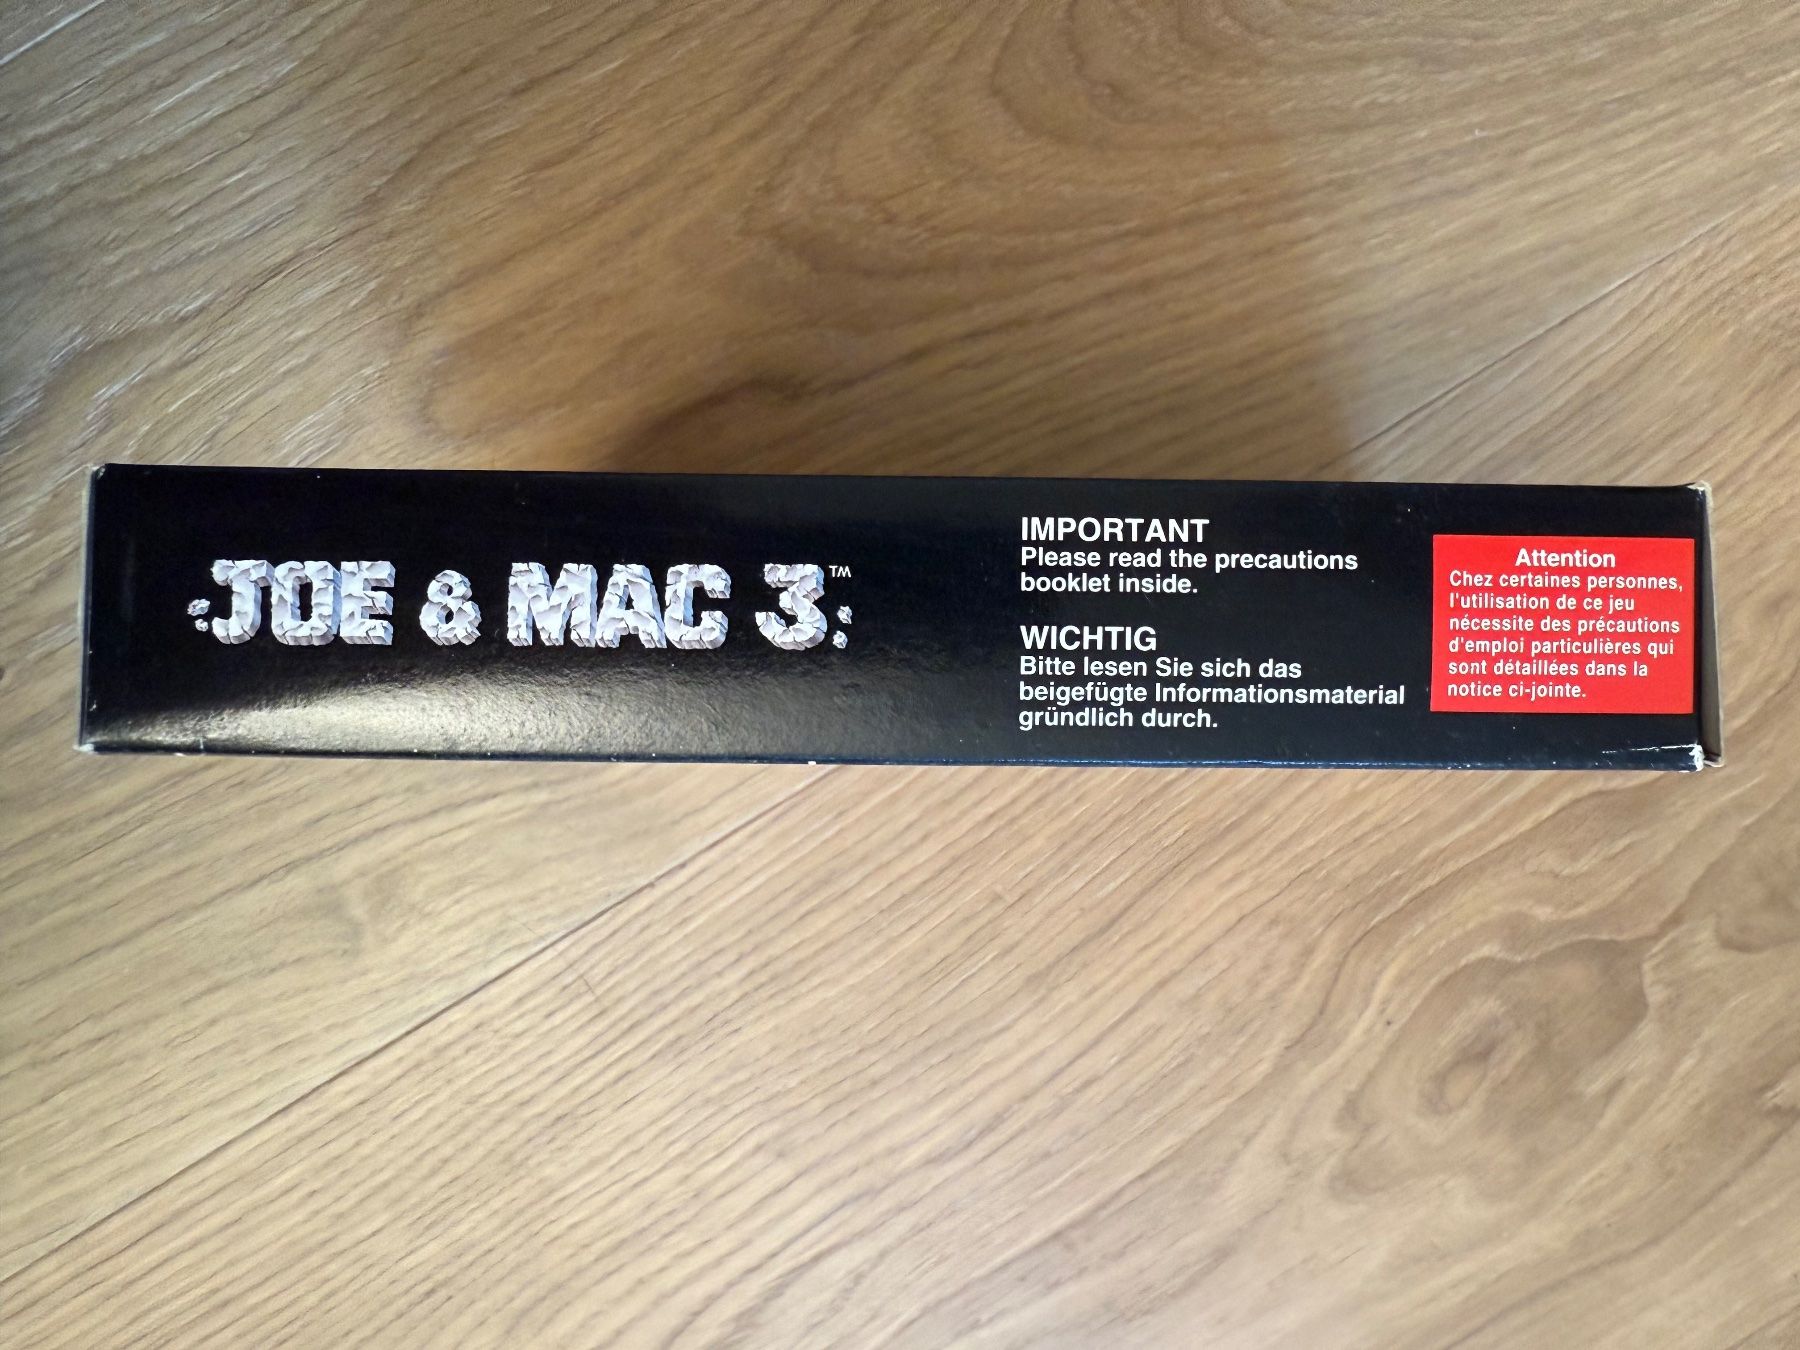 JOE & MAC 3™
IMPORTANT
Please read the precautions
booklet inside.
WICHTIG
Bitte lesen Sie sich das
beigefügte Informationsmaterial
gründlich durch.
Attention
Chez certaines personnes,
l'utilisation de ce jeu
nécessite des précautions
d'emploi particulières qui
sont détaillées dans la
notice ci-jointe.